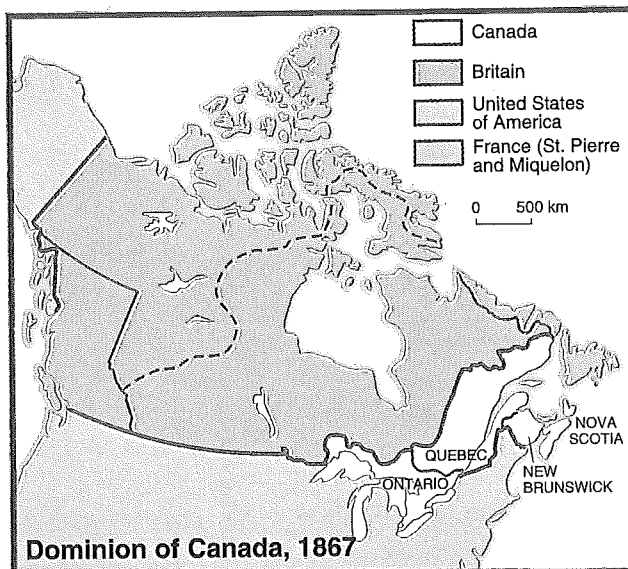 Canada
Britain
United States
of America
France (St. Pierre
and Miquelon)
0 500 km
NOVA
SCOTIA
QUEBEC
ONTARIO
NEW
BRUNSWICK
Dominion of Canada, 1867